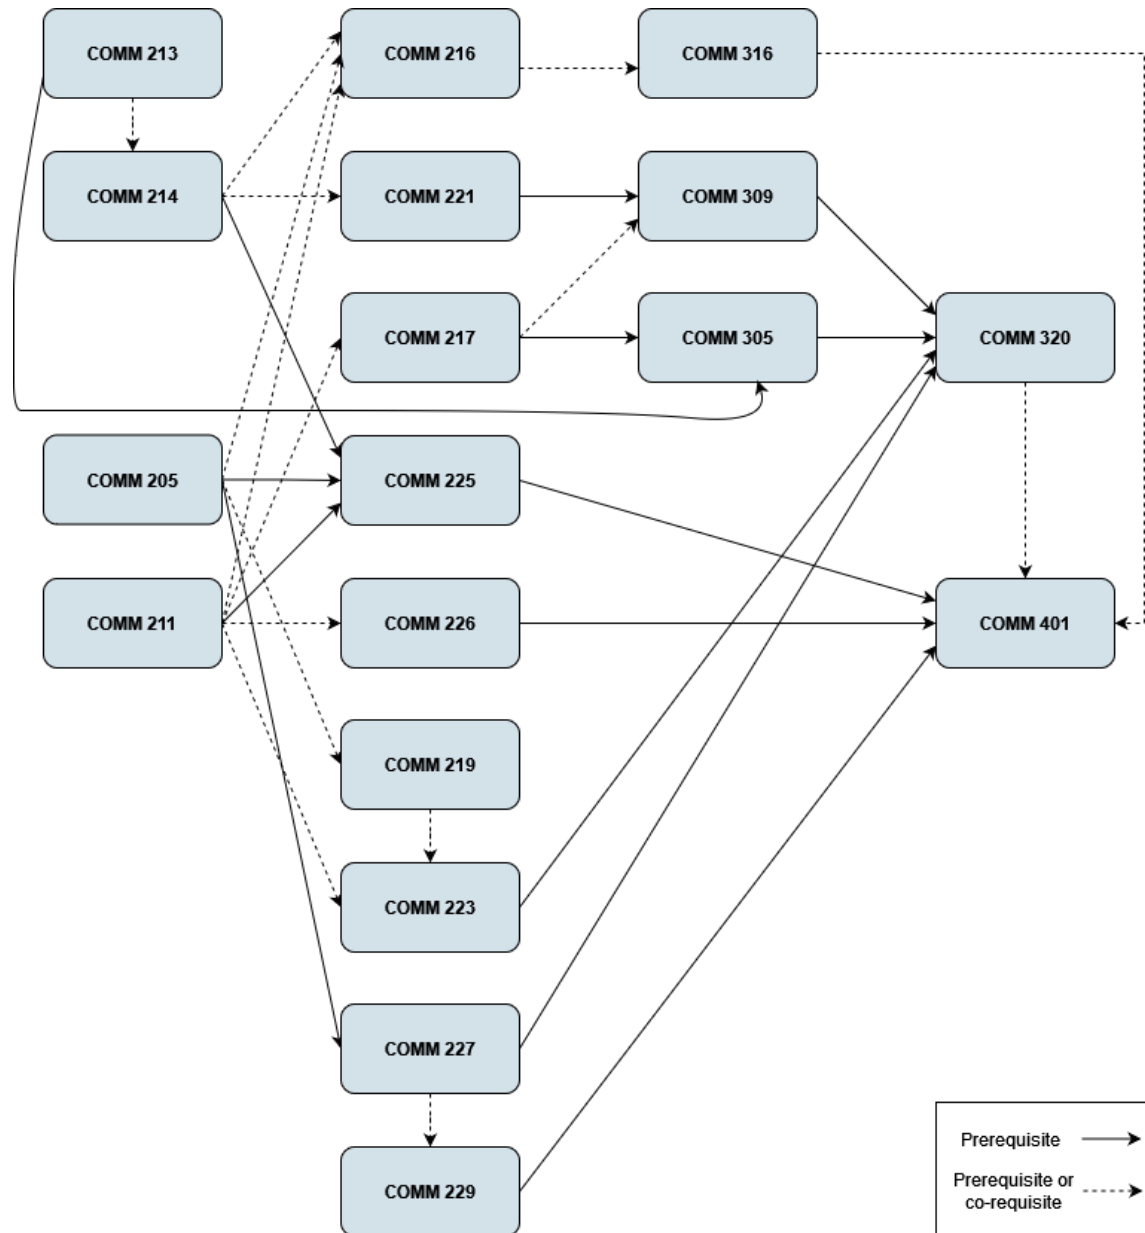 COMM 213
COMM 216
COMM 316
COMM 214
COMM 221
COMM 309
COMM 217
COMM 305
COMM 320
COMM 205
COMM 225
COMM 211
COMM 226
COMM 401
COMM 219
COMM 223
COMM 227
COMM 229
Prerequisite
Prerequisite or
co-requisite